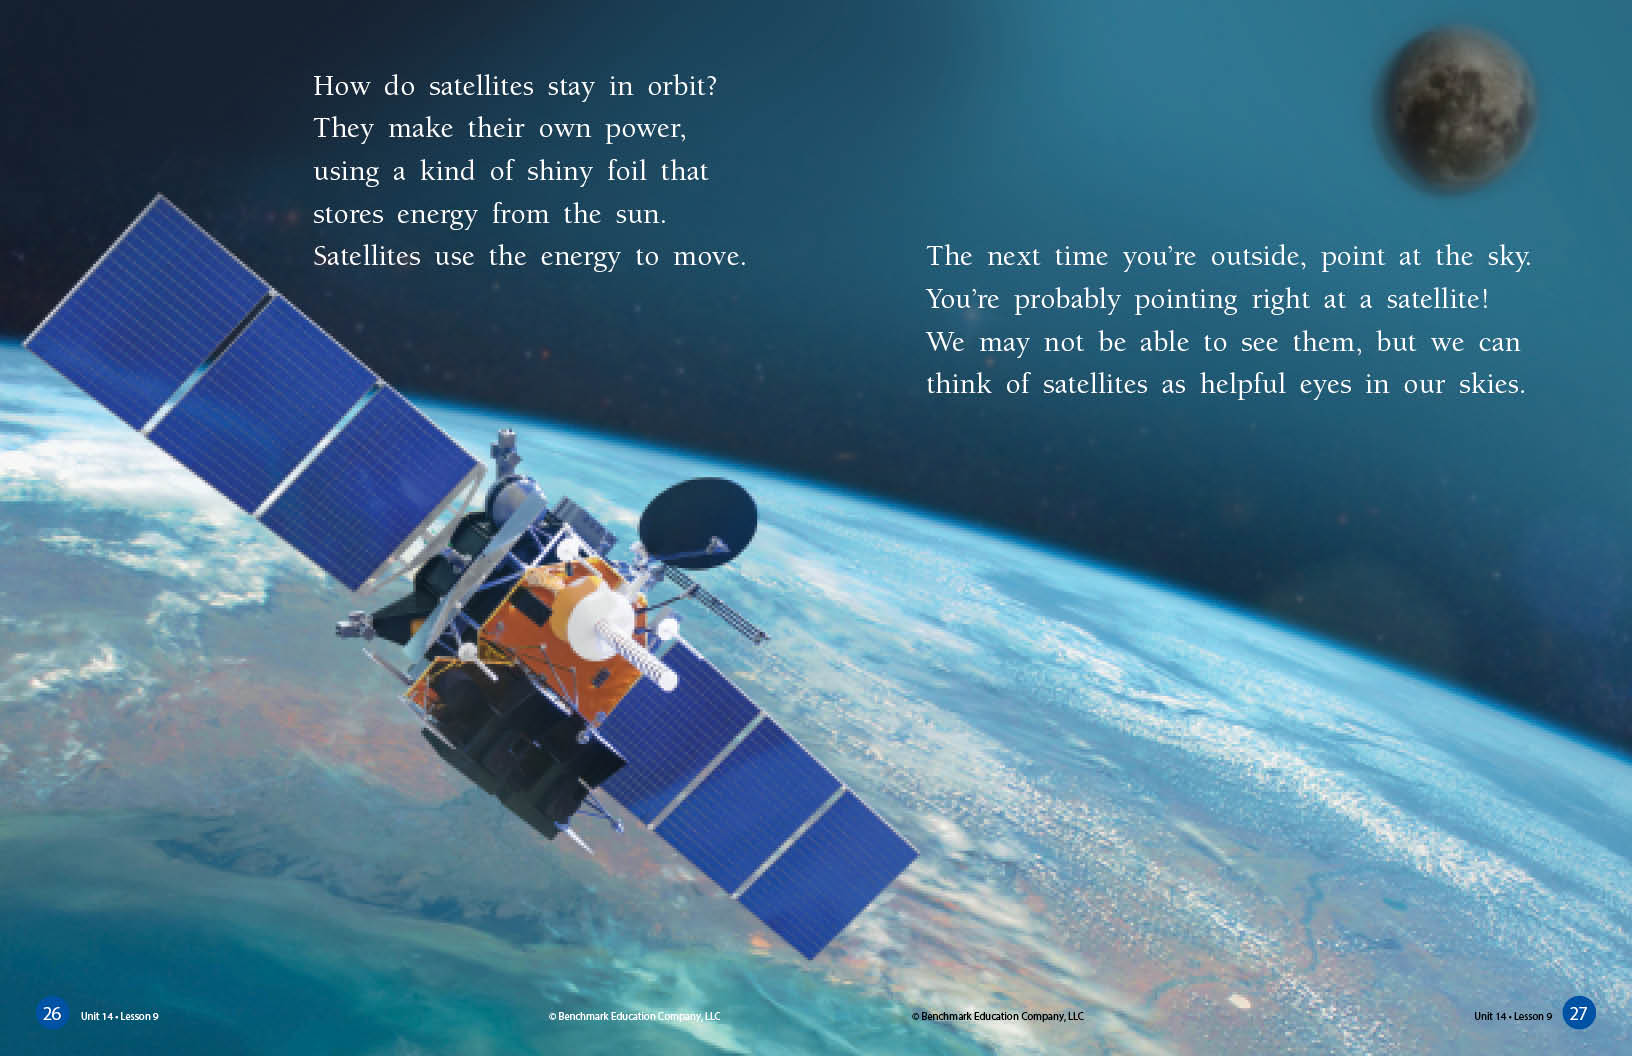 How do satellites stay in orbit?
They make their own power,
using a kind of shiny foil that
stores energy from the sun.
Satellites use the energy to move.
The next time you’re outside, point at the sky.
You’re probably pointing right at a satellite!
We may not be able to see them, but we can
think of satellites as helpful eyes in our skies.
26 Unit 14 • Lesson 9
© Benchmark Education Company, LLC
© Benchmark Education Company, LLC
Unit 14 • Lesson 9 27